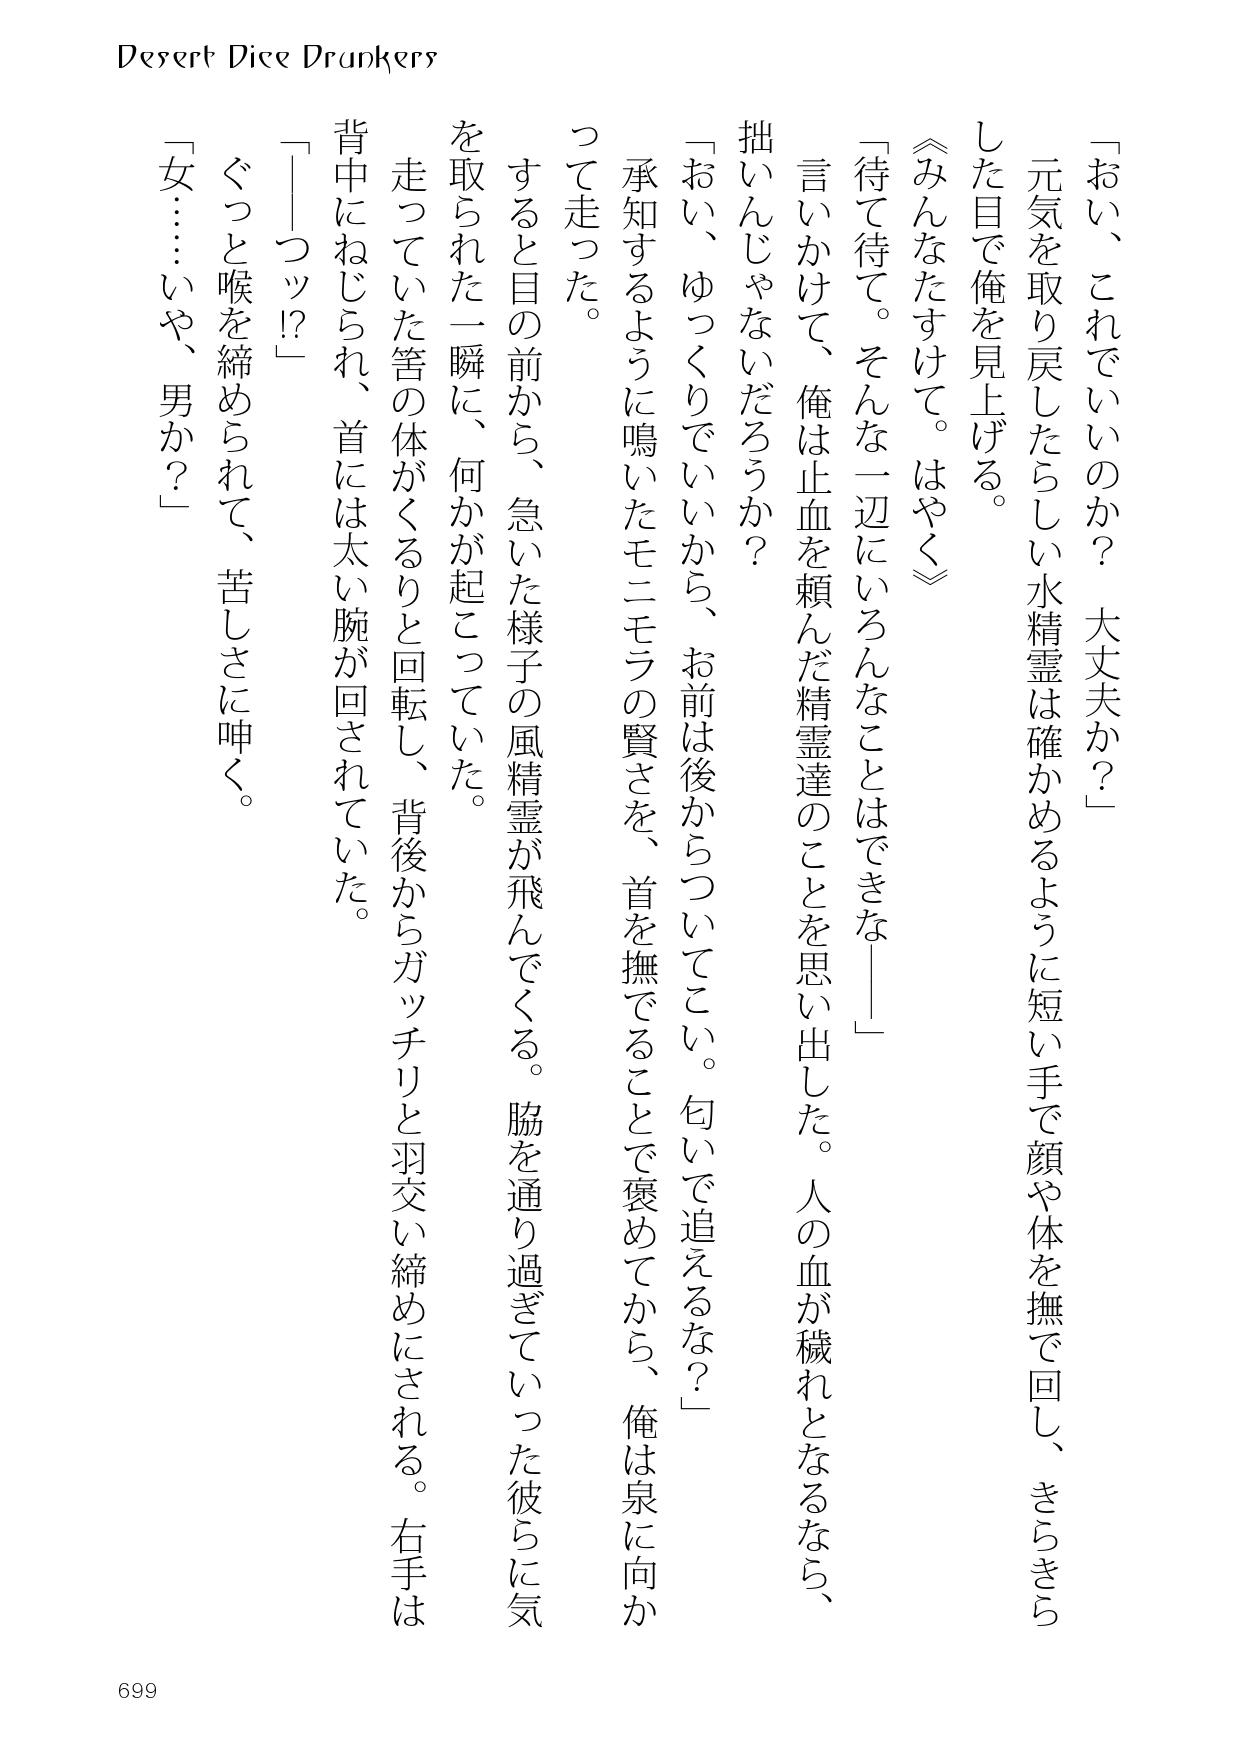 Desert Dice Drunkers
「おい、これでいいのか？　大丈夫か？」
　元気を取り戻したらしい水精霊は確かめるように短い手で顔や体を撫で回し、きらきら
した目で俺を見上げる。
《みんなたすけて。はやく》
「待て待て。そんな一辺にいろんなことはできな――」
　言いかけて、俺は止血を頼んだ精霊達のことを思い出した。人の血が穢れとなるなら、
拙いんじゃないだろうか？
「おい、ゆっくりでいいから、お前は後からついてこい。匂いで追えるな？」
　承知するように鳴いたモニモラの賢さを、首を撫でることで褒めてから、俺は泉に向か
って走った。
　すると目の前から、急いた様子の風精霊が飛んでくる。脇を通り過ぎていった彼らに気
を取られた一瞬に、何かが起こっていた。
　走っていた筈の体がくるりと回転し、背後からガッチリと羽交い締めにされる。右手は
背中にねじられ、首には太い腕が回されていた。
「――つッ!?」
　ぐっと喉を締められて、苦しさに呻く。
「女……いや、男か？」
699